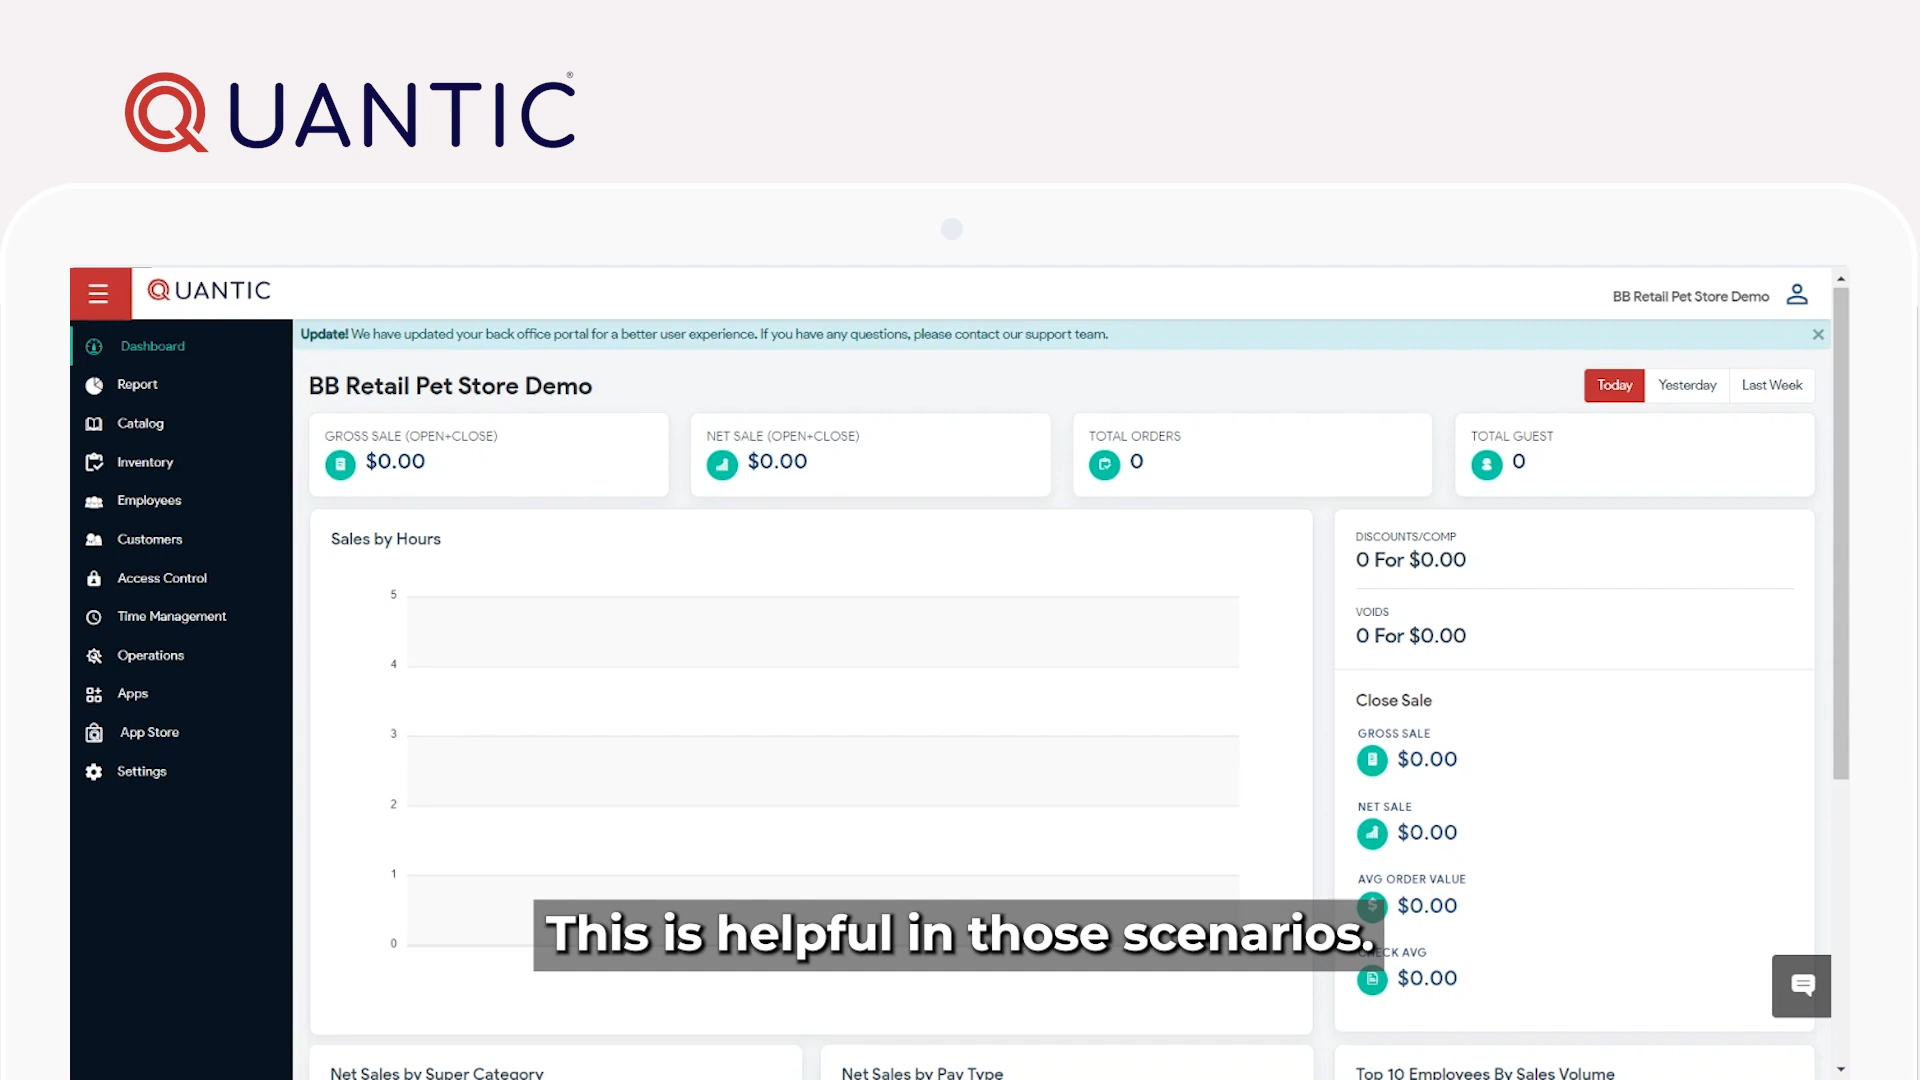 QUANTIC®
QUANTIC
BB Retail Pet Store Demo
Update! We have updated your back office portal for a better user experience. If you have any questions, please contact our support team.
Dashboard
Report
Catalog
Inventory
Employees
Customers
Access Control
Time Management
Operations
Apps
App Store
Settings
BB Retail Pet Store Demo
Today
Yesterday
Last Week
GROSS SALE (OPEN+CLOSE)
$0.00
NET SALE (OPEN+CLOSE)
$0.00
TOTAL ORDERS
0
TOTAL GUEST
0
Sales by Hours
5
4
3
2
1
0
DISCOUNTS/COMP
0 For $0.00
VOIDS
0 For $0.00
Close Sale
GROSS SALE
$0.00
NET SALE
$0.00
AVG ORDER VALUE
$0.00
CHECK AVG
$0.00
This is helpful in those scenarios.
Net Sales by Super Category
Net Sales by Pay Type
Top 10 Employees By Sales Volume